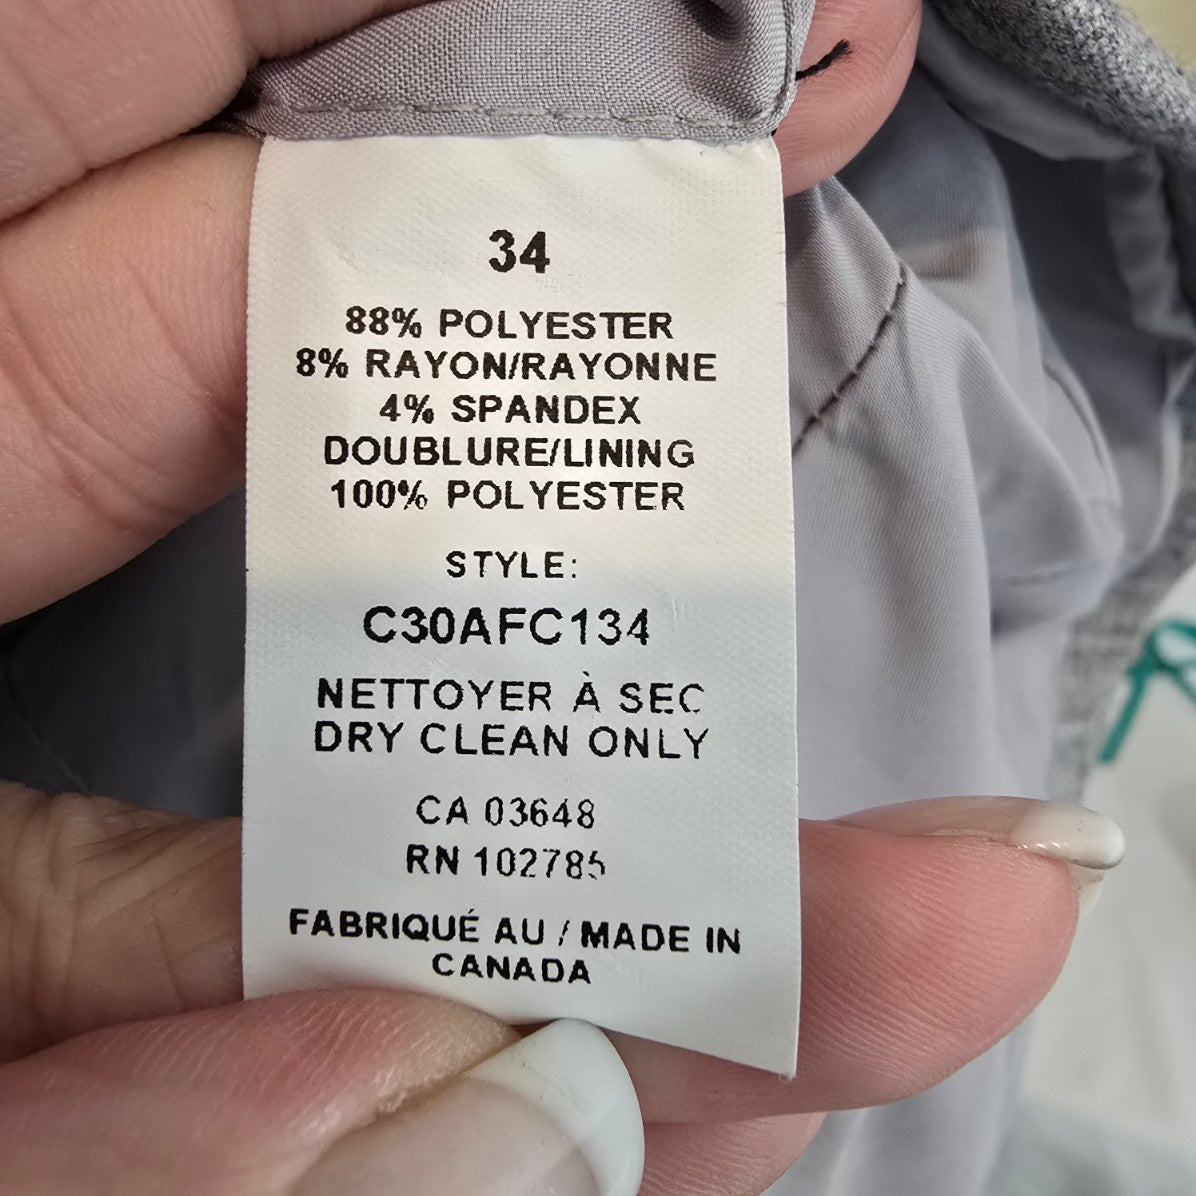 34
88% POLYESTER
8% RAYON/RAYONNE
4% SPANDEX
DOUBLURE/LINING
100% POLYESTER
STYLE:
C30AFC134
NETTOYER À SEC
DRY CLEAN ONLY
CA 03648
RN 102785
FABRIQUÉ AU / MADE IN
CANADA